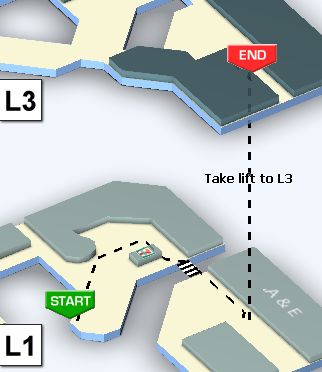 END
L3
Take lift to L3
START
A & E
L1